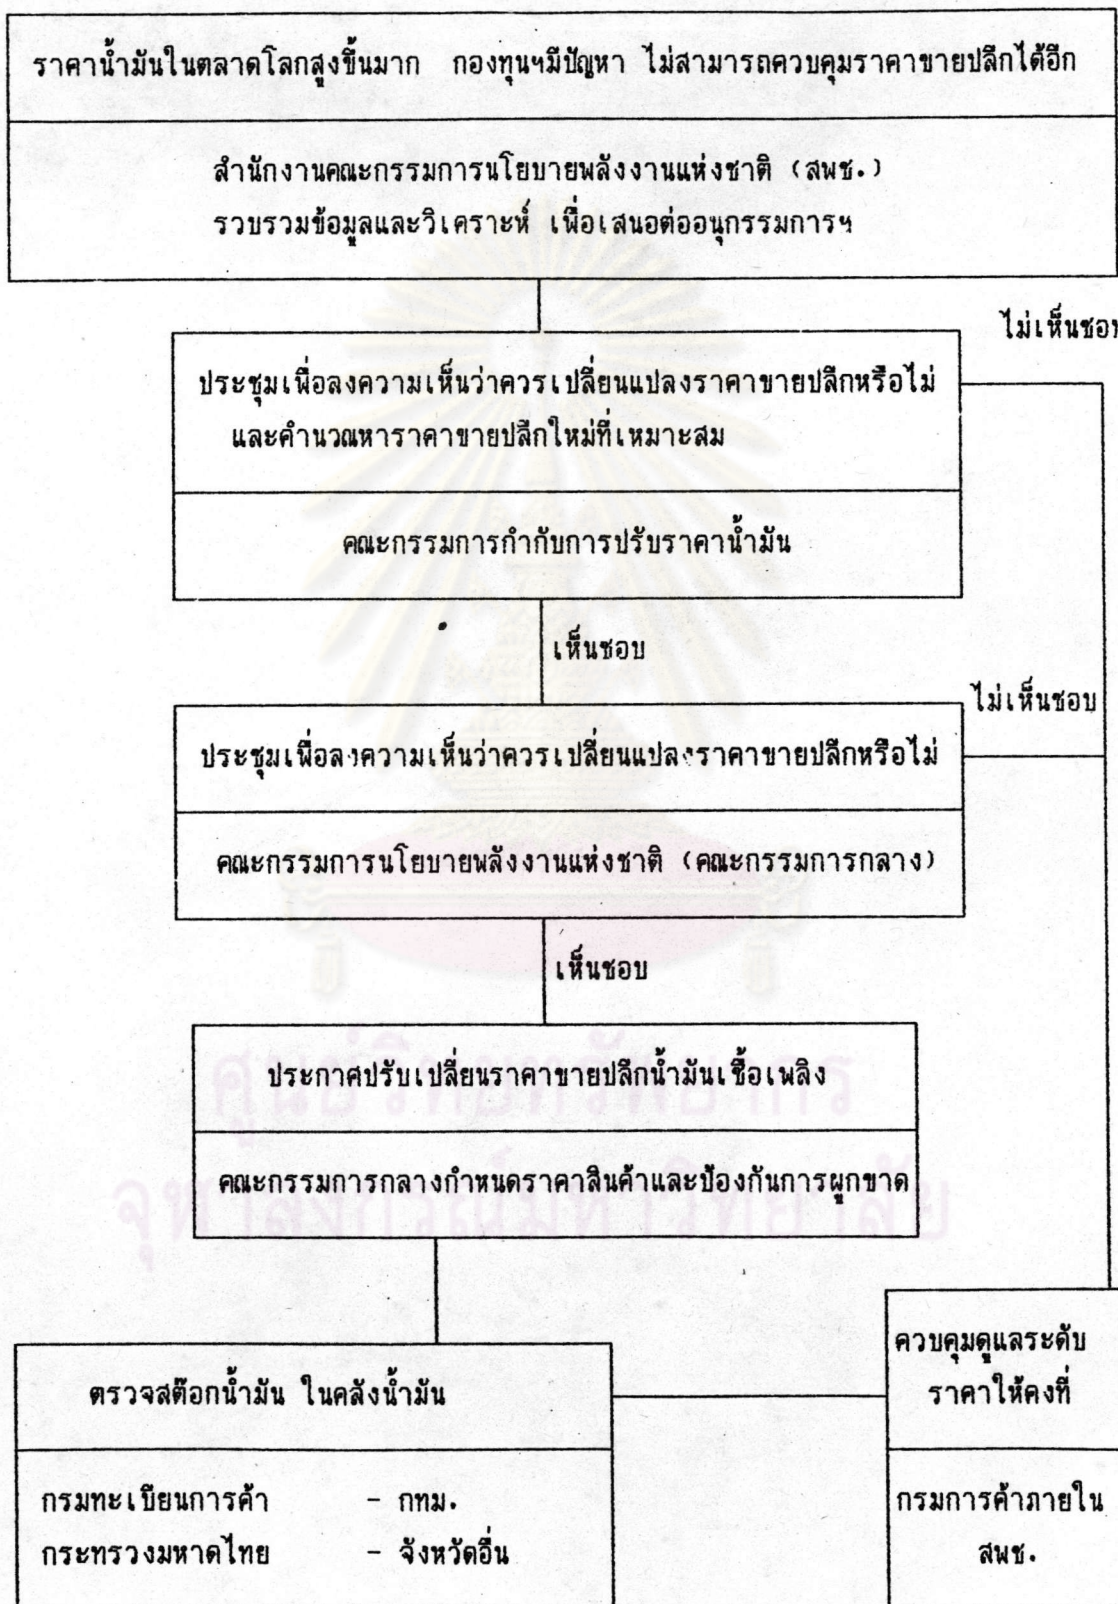 ราคาน้ำมันในตลาดโลกสูงขึ้นมาก กองทุนฯมีปัญหา ไม่สามารถควบคุมราคาขายปลีกได้อีก
สำนักงานคณะกรรมการนโยบายพลังงานแห่งชาติ (สพช.)
รวบรวมข้อมูลและวิเคราะห์ เพื่อเสนอต่ออนุกรรมการฯ
ไม่เห็นชอบ
ประชุมเพื่อลงความเห็นว่าควรเปลี่ยนแปลงราคาขายปลีกหรือไม่
และคำนวณหาราคาขายปลีกใหม่ที่เหมาะสม
คณะกรรมการกำกับการปรับราคาน้ำมัน
เห็นชอบ
ไม่เห็นชอบ
ประชุมเพื่อลงความเห็นว่าควรเปลี่ยนแปลงราคาขายปลีกหรือไม่
คณะกรรมการนโยบายพลังงานแห่งชาติ (คณะกรรมการกลาง)
เห็นชอบ
ประกาศปรับเปลี่ยนราคาขายปลีกน้ำมันเชื้อเพลิง
คณะกรรมการกลางกำหนดราคาสินค้าและป้องกันการผูกขาด
ศูนย์วิทยทรัพยากร
จุฬาลงกรณ์มหาวิทยาลัย
ตรวจสต๊อกน้ำมัน ในคลังน้ำมัน
กรมทะเบียนการค้า - กทม.
กระทรวงมหาดไทย - จังหวัดอื่น
ควบคุมดูแลระดับ
ราคาให้คงที่
กรมการค้าภายใน
สพช.